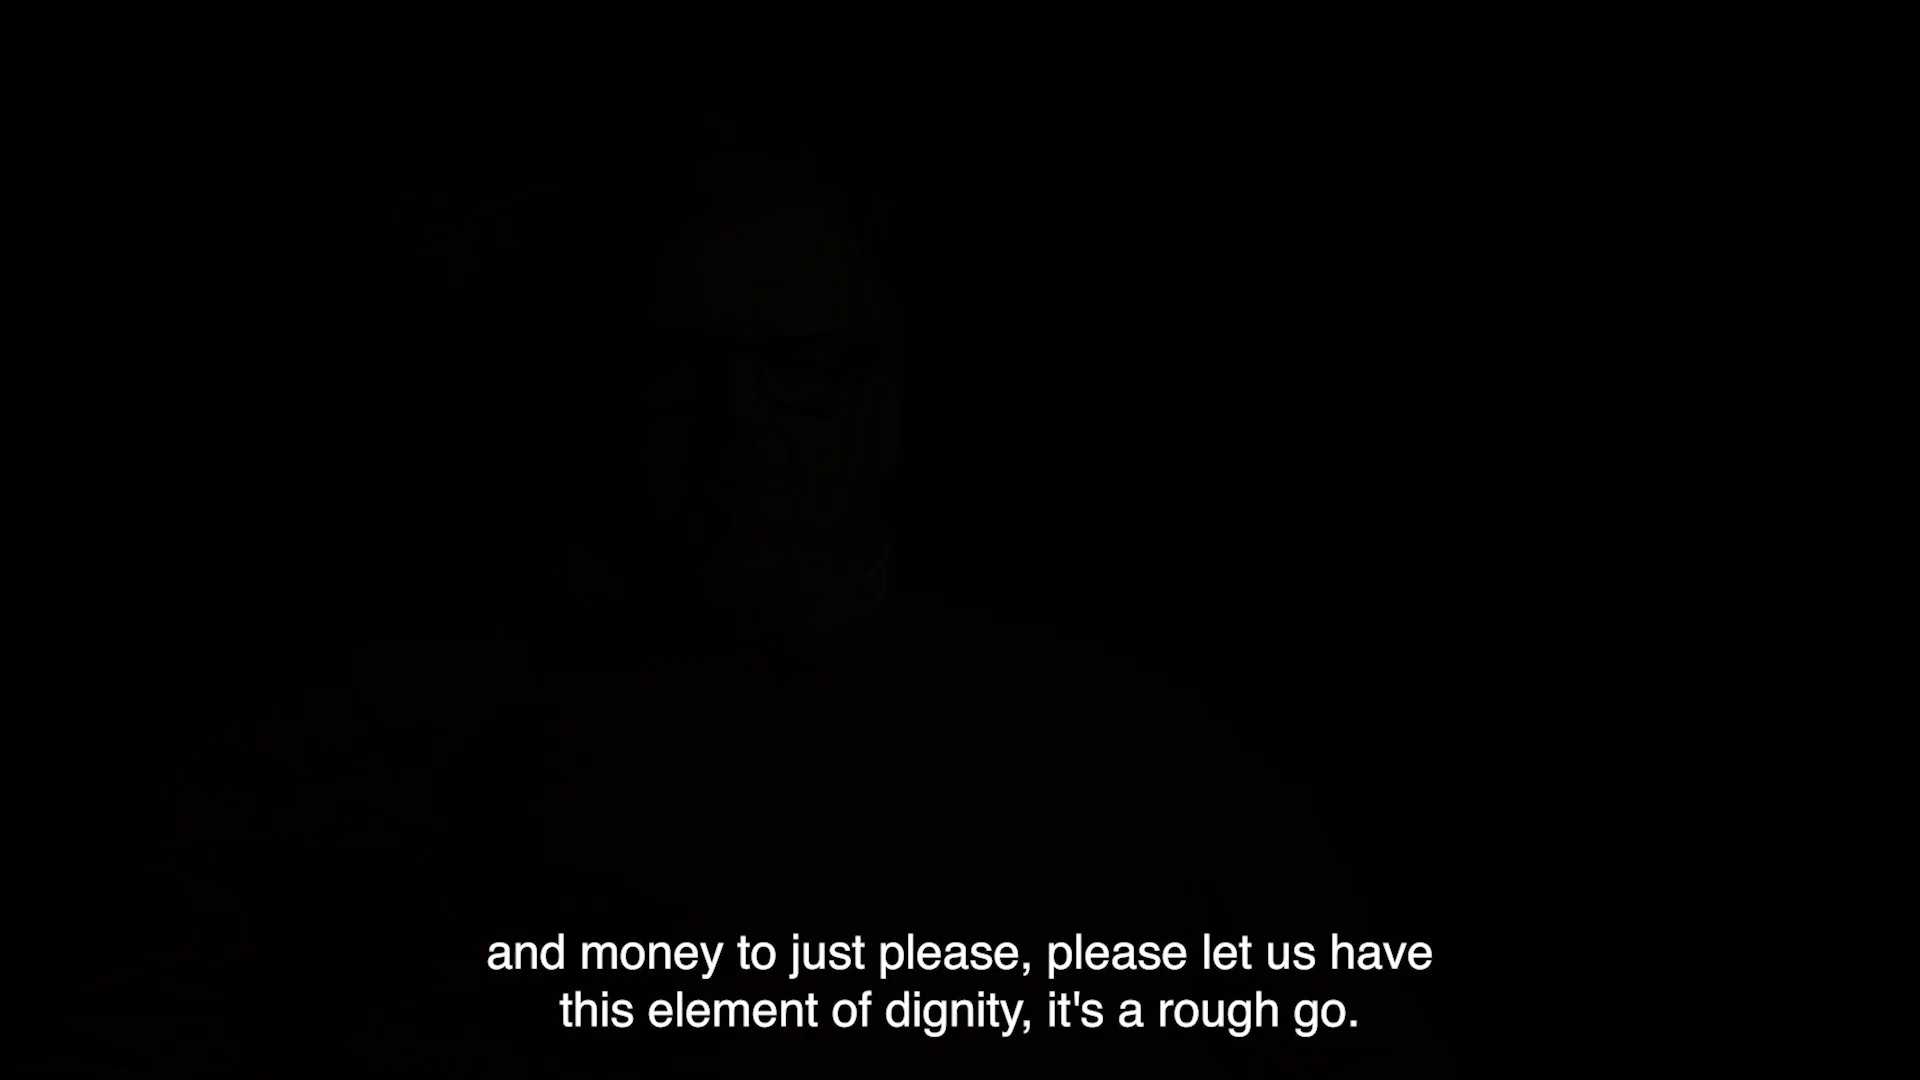 and money to just please, please let us have
this element of dignity, it's a rough go.